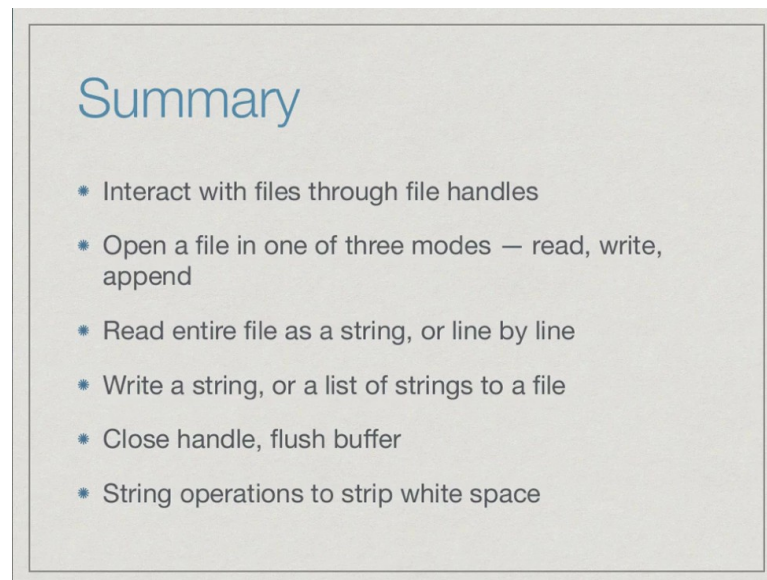 Summary
Interact with files through file handles
Open a file in one of three modes — read, write,
append
Read entire file as a string, or line by line
Write a string, or a list of strings to a file
Close handle, flush buffer
String operations to strip white space